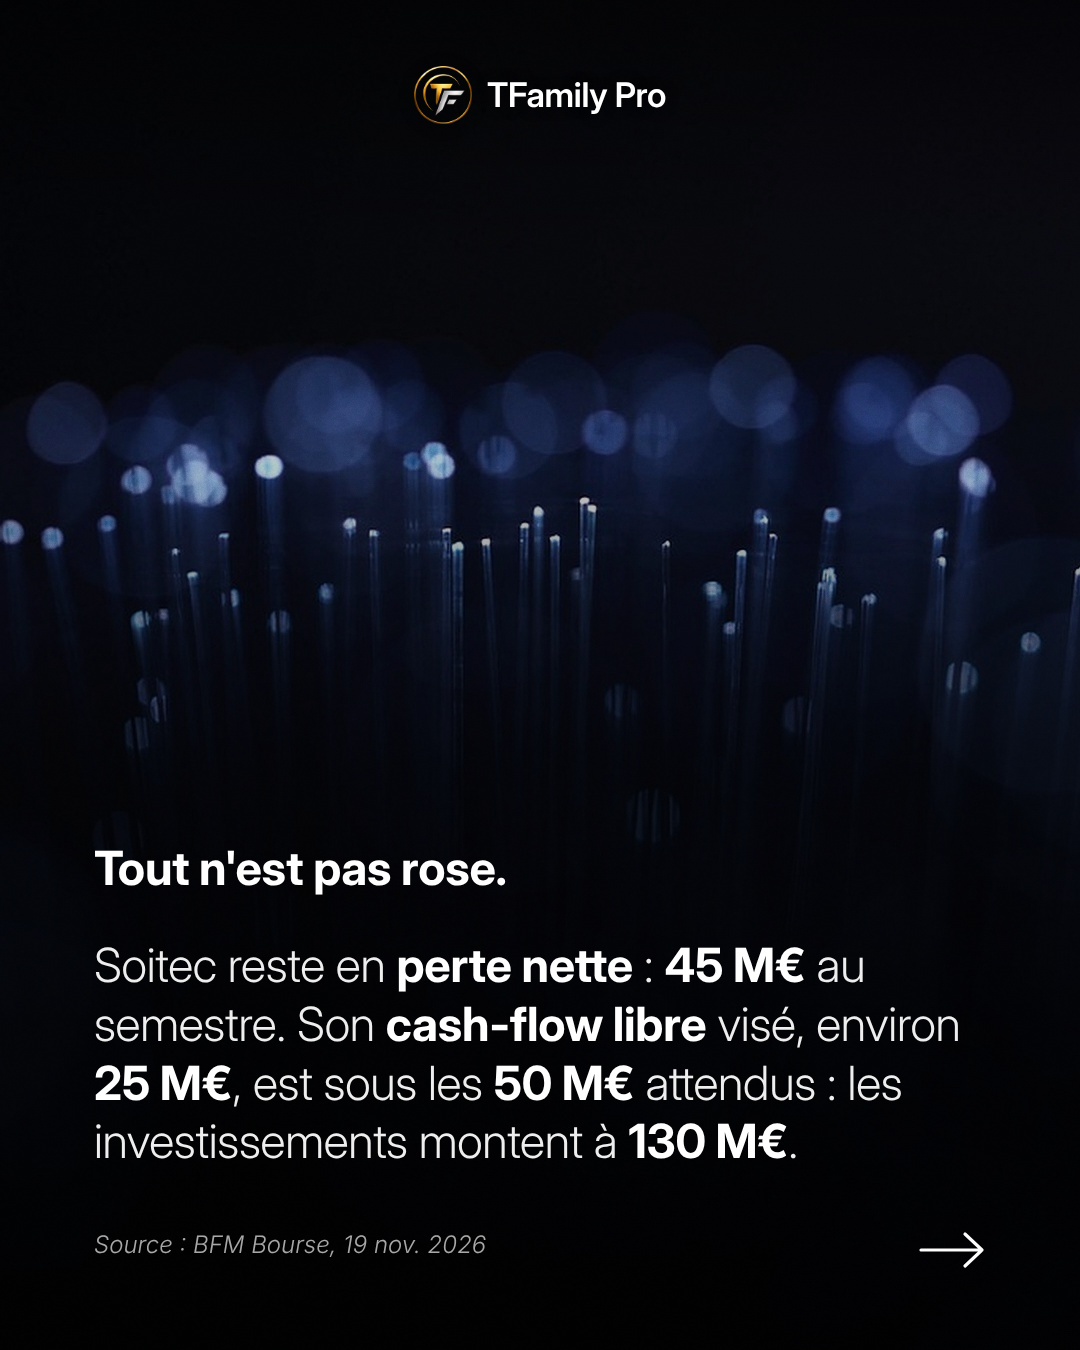 TF TFamily Pro
Tout n'est pas rose.
Soitec reste en perte nette : 45 M€ au
semestre. Son cash-flow libre visé, environ
25 M€, est sous les 50 M€ attendus : les
investissements montent à 130 M€.
Source : BFM Bourse, 19 nov. 2026